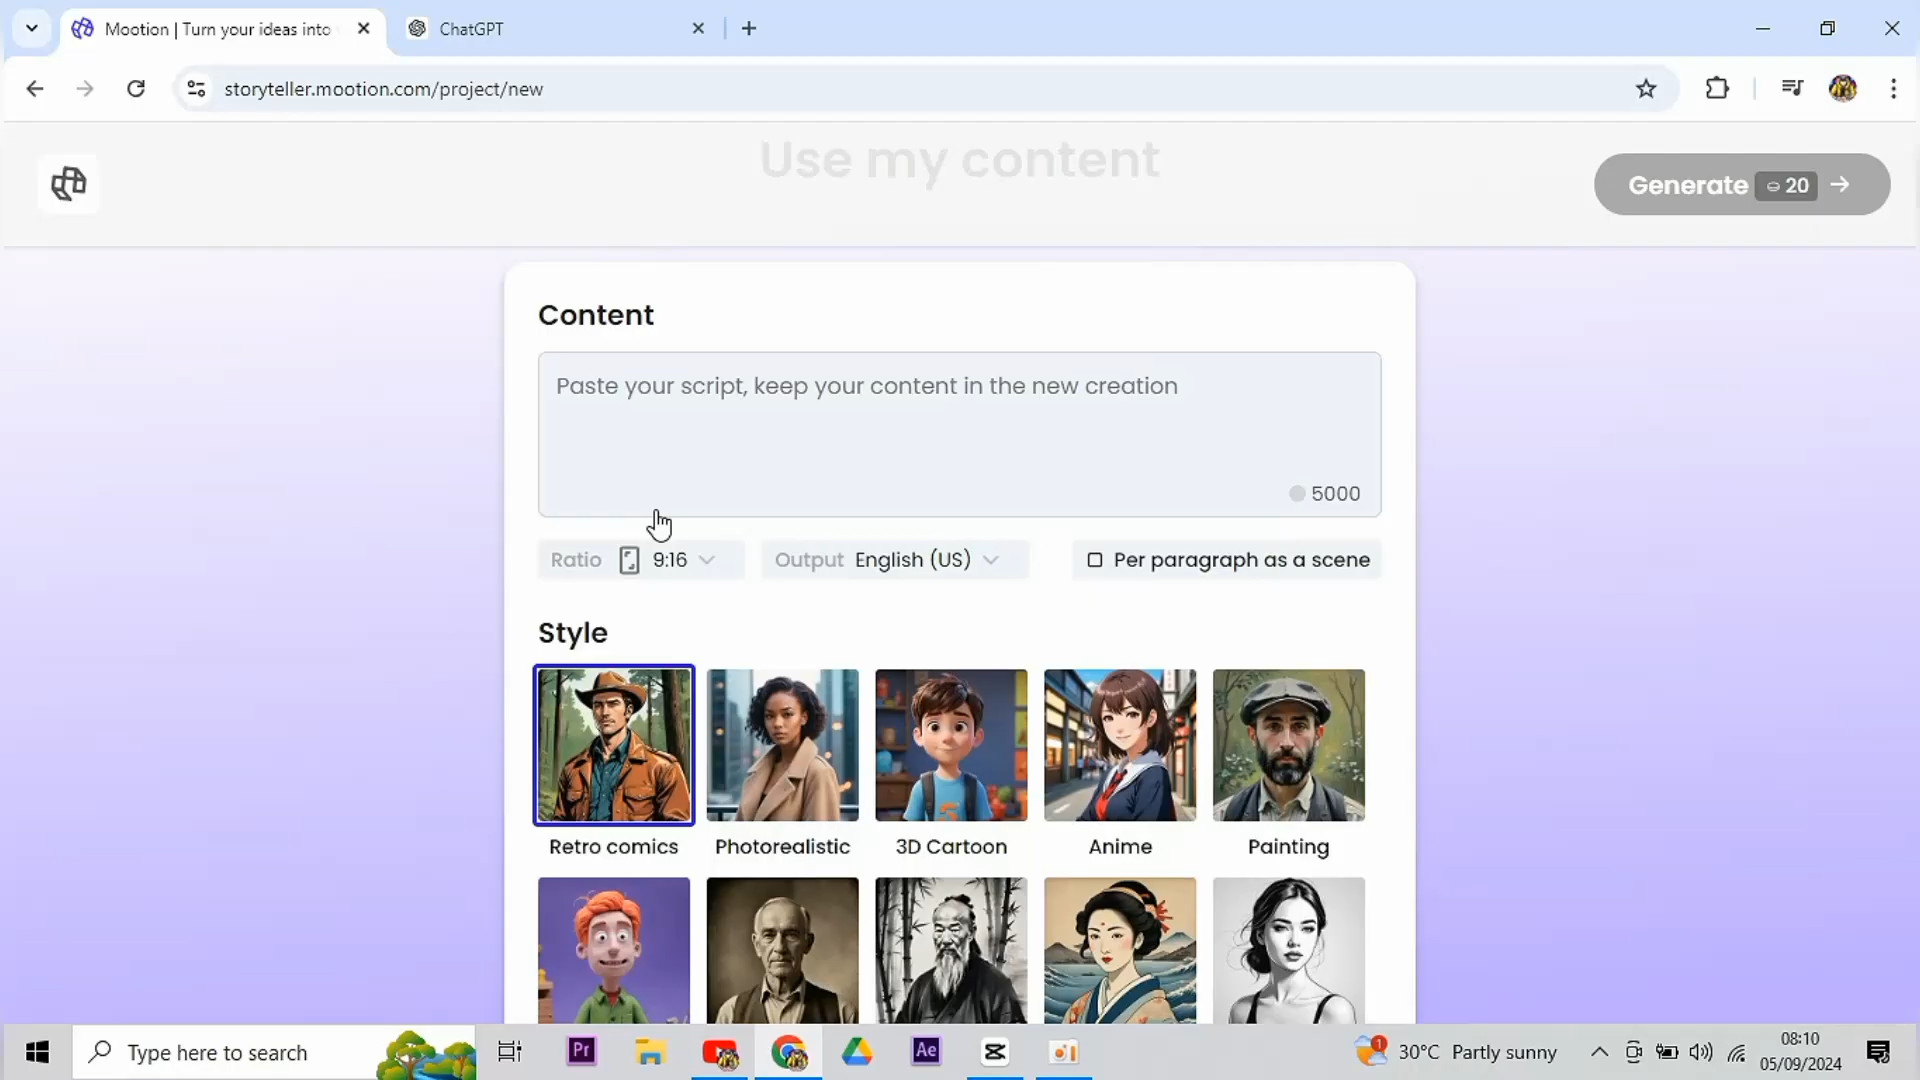 Mootion | Turn your ideas into
ChatGPT
storyteller.mootion.com/project/new
Use my content
Generate 20
Content
Paste your script, keep your content in the new creation
5000
Ratio 9:16
Output English (US)
Per paragraph as a scene
Style
Retro comics
Photorealistic
3D Cartoon
Anime
Painting
Type here to search
Pr
Ae
1
30°C Partly sunny
08:10
05/09/2024